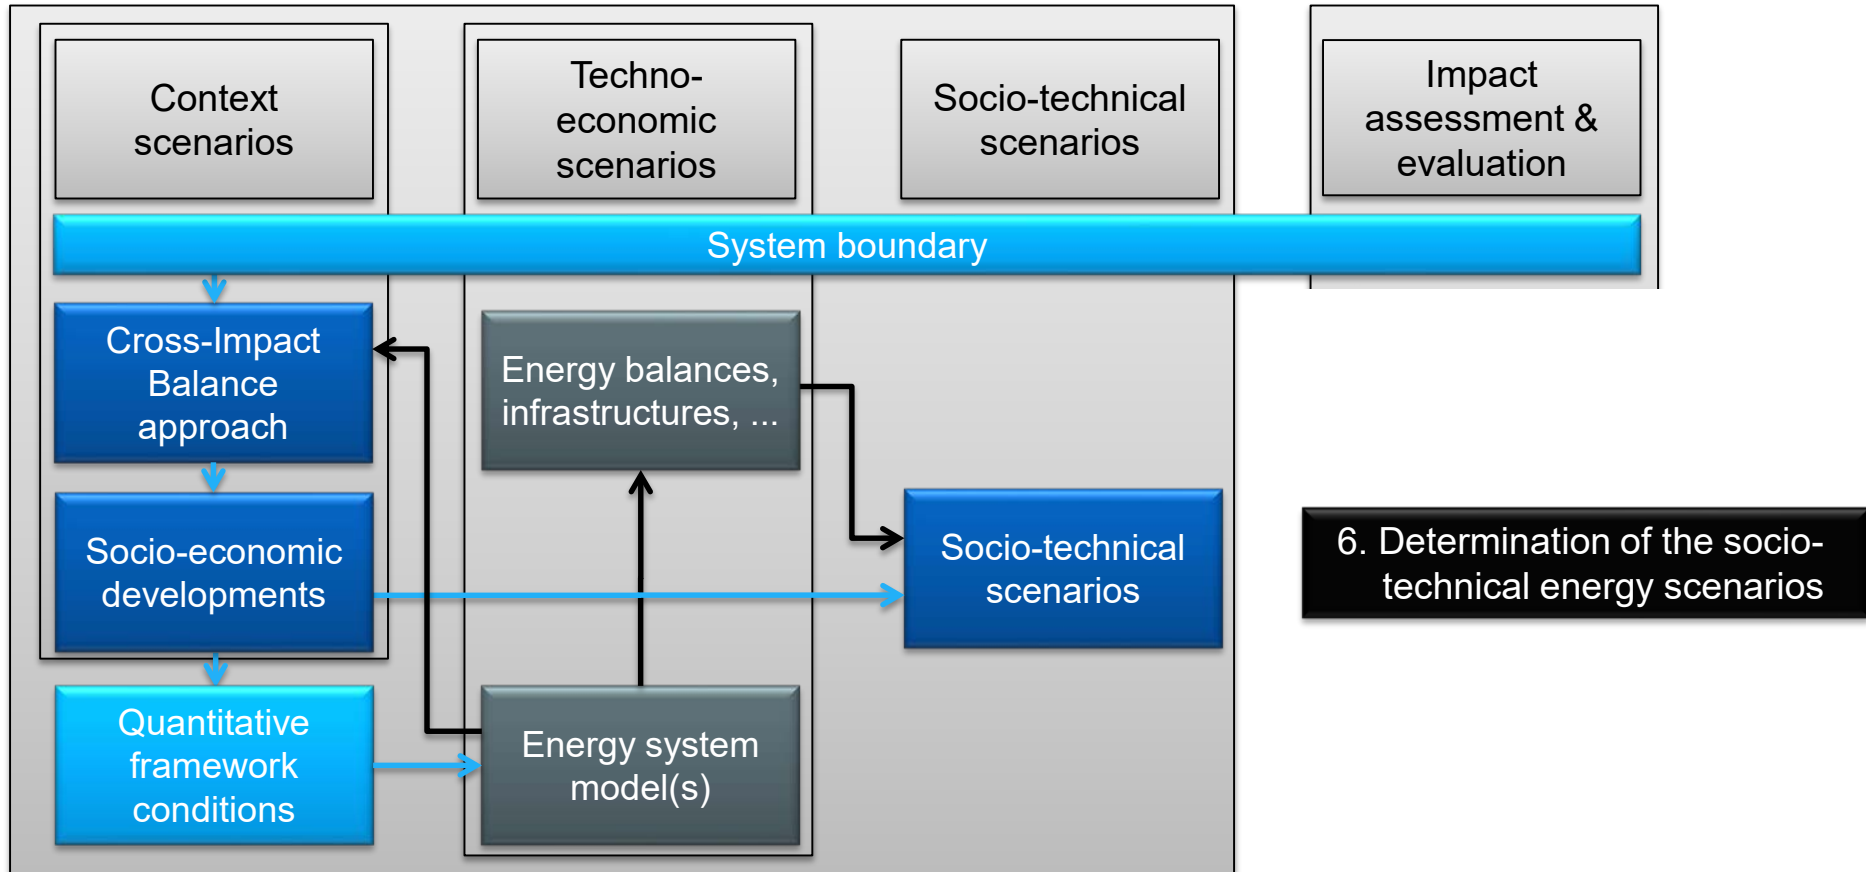 Context
scenarios
Techno-
economic
scenarios
Socio-technical
scenarios
Impact
assessment &
evaluation
System boundary
Cross-Impact
Balance
approach
Energy balances,
infrastructures, ...
Socio-economic
developments
Socio-technical
scenarios
6. Determination of the socio-
technical energy scenarios
Quantitative
framework
conditions
Energy system
model(s)